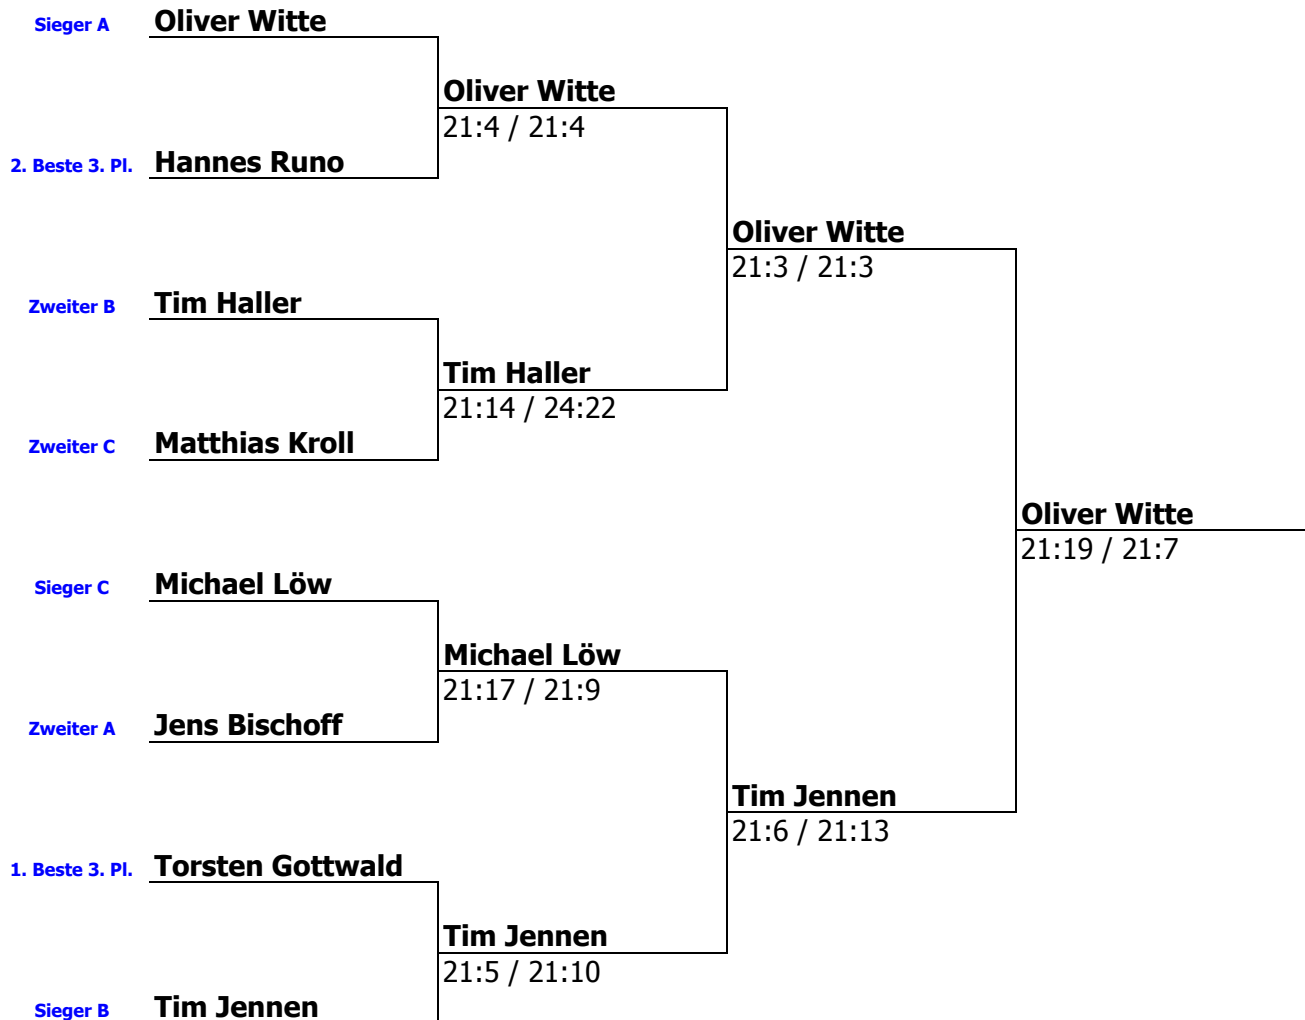 Sieger A Oliver Witte
Oliver Witte
21:4 / 21:4
2. Beste 3. Pl. Hannes Runo
Oliver Witte
21:3 / 21:3
Zweiter B Tim Haller
Tim Haller
21:14 / 24:22
Zweiter C Matthias Kroll
Oliver Witte
21:19 / 21:7
Sieger C Michael Löw
Michael Löw
21:17 / 21:9
Zweiter A Jens Bischoff
Tim Jennen
21:6 / 21:13
1. Beste 3. Pl. Torsten Gottwald
Tim Jennen
21:5 / 21:10
Sieger B Tim Jennen